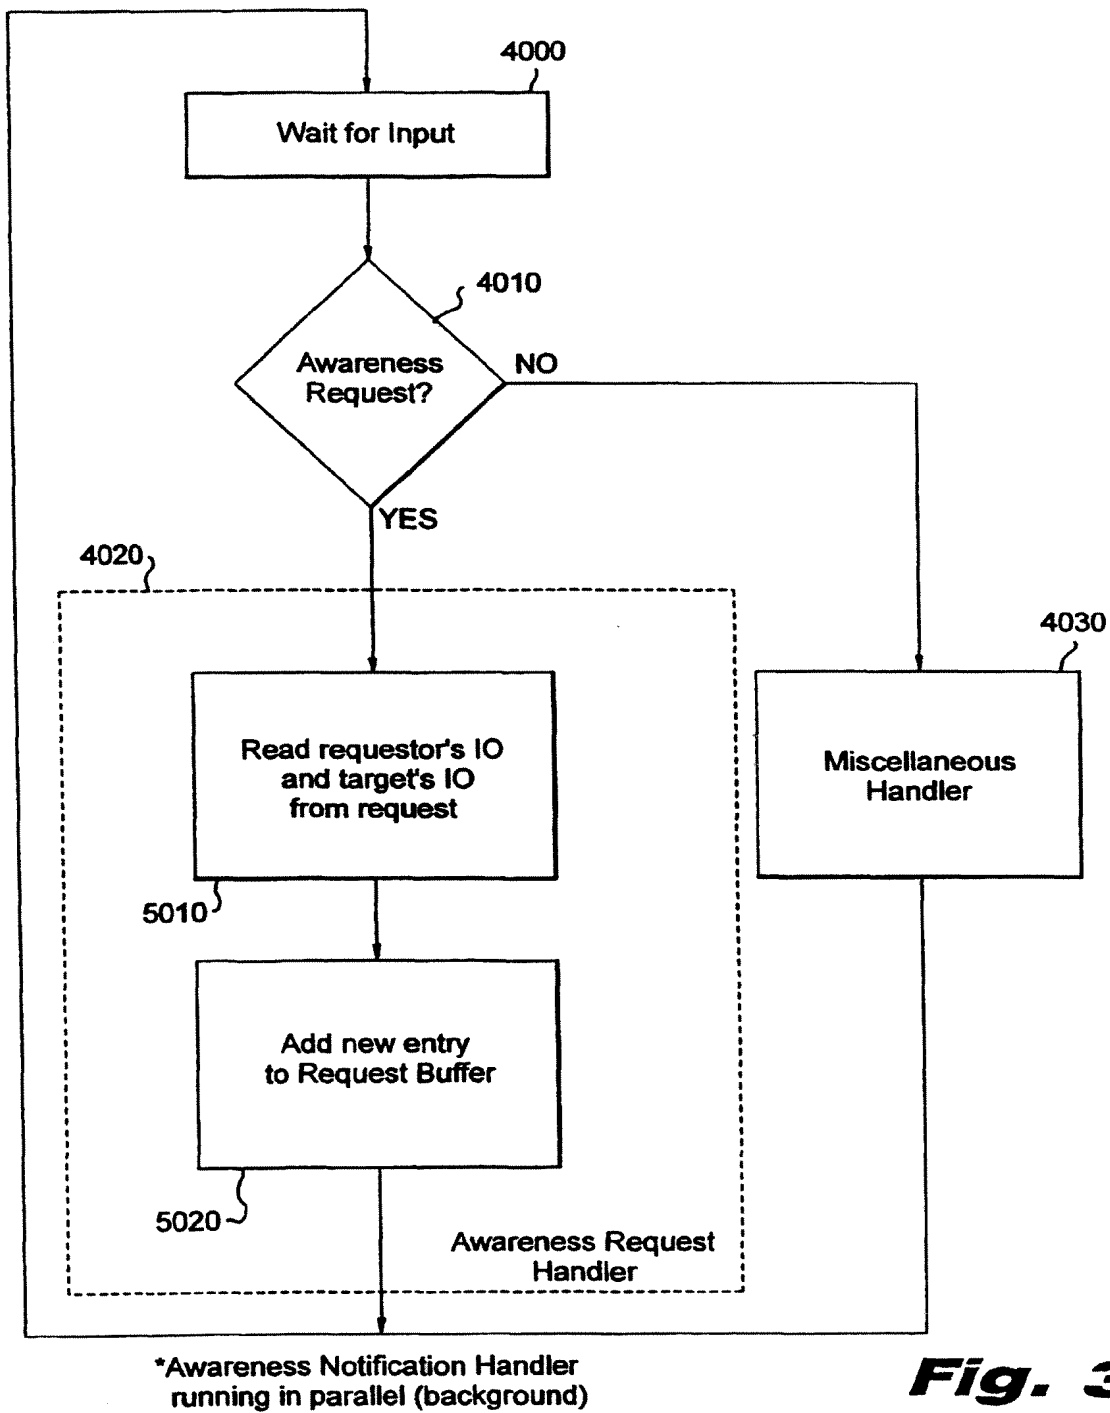 4000
Wait for Input
4010
Awareness
Request?
NO
YES
4020
4030
Read requestor's IO
and target's IO
from request
Miscellaneous
Handler
5010
Add new entry
to Request Buffer
5020
Awareness Request
Handler
*Awareness Notification Handler
running in parallel (background)
Fig. 3